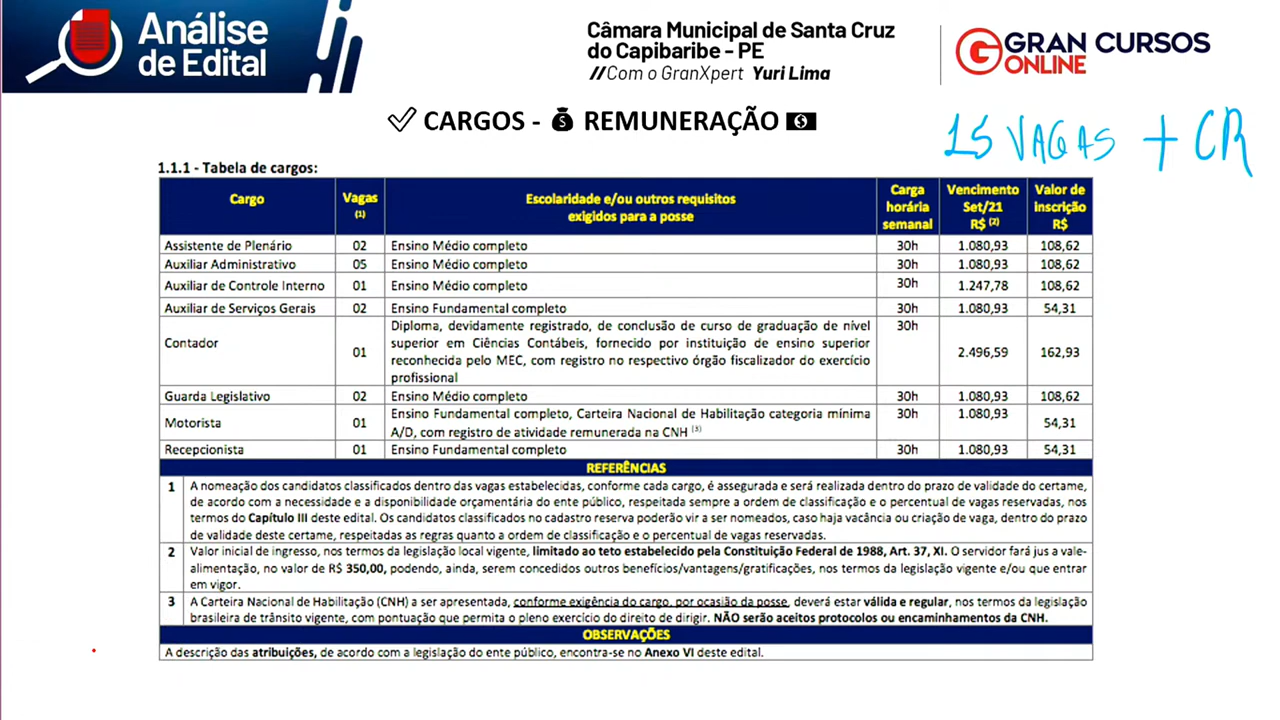 Análise
de Edital
Câmara Municipal de Santa Cruz
do Capibaribe – PE
//Com o GranXpert Yuri Lima
G GRAN CURSOS
ONLINE
CARGOS - $ REMUNERAÇÃO $
15 VAGAS + CR
1.1.1 - Tabela de cargos:
Cargo Vagas (1) Escolaridade e/ou outros requisitos exigidos para a posse Carga horária semanal Vencimento Set/21 R$ (2) Valor de inscrição R$
Assistente de Plenário 02 Ensino Médio completo 30h 1.080,93 108,62
Auxiliar Administrativo 05 Ensino Médio completo 30h 1.080,93 108,62
Auxiliar de Controle Interno 01 Ensino Médio completo 30h 1.247,78 108,62
Auxiliar de Serviços Gerais 02 Ensino Fundamental completo 30h 1.080,93 54,31
Contador 01 Diploma, devidamente registrado, de conclusão de curso de graduação de nível
superior em Ciências Contábeis, fornecido por instituição de ensino superior
reconhecida pelo MEC, com registro no respectivo órgão fiscalizador do exercício
profissional 30h 2.496,59 162,93
Guarda Legislativo 02 Ensino Médio completo 30h 1.080,93 108,62
Motorista 01 Ensino Fundamental completo, Carteira Nacional de Habilitação categoria mínima
A/D, com registro de atividade remunerada na CNH (3) 30h 1.080,93 54,31
Recepcionista 01 Ensino Fundamental completo 30h 1.080,93 54,31
REFERÊNCIAS
1 A nomeação dos candidatos classificados dentro das vagas estabelecidas, conforme cada cargo, é assegurada e será realizada dentro do prazo de validade do certame,
de acordo com a necessidade e a disponibilidade orçamentária do ente público, respeitada sempre a ordem de classificação e o percentual de vagas reservadas, nos
termos do Capítulo III deste edital. Os candidatos classificados no cadastro reserva poderão vir a ser nomeados, caso haja vacância ou criação de vaga, dentro do prazo
de validade deste certame, respeitadas as regras quanto a ordem de classificação e o percentual de vagas reservadas.
2 Valor inicial de ingresso, nos termos da legislação local vigente, limitado ao teto estabelecido pela Constituição Federal de 1988, Art. 37, XI. O servidor fará jus a vale-
alimentação, no valor de R$ 350,00, podendo, ainda, serem concedidos outros benefícios/vantagens/gratificações, nos termos da legislação vigente e/ou que entrar
em vigor.
3 A Carteira Nacional de Habilitação (CNH) a ser apresentada, conforme exigência do cargo, por ocasião da posse, deverá estar válida e regular, nos termos da legislação
brasileira de trânsito vigente, com pontuação que permita o pleno exercício do direito de dirigir. NÃO serão aceitos protocolos ou encaminhamentos da CNH.
OBSERVAÇÕES
A descrição das atribuições, de acordo com a legislação do ente público, encontra-se no Anexo VI deste edital.